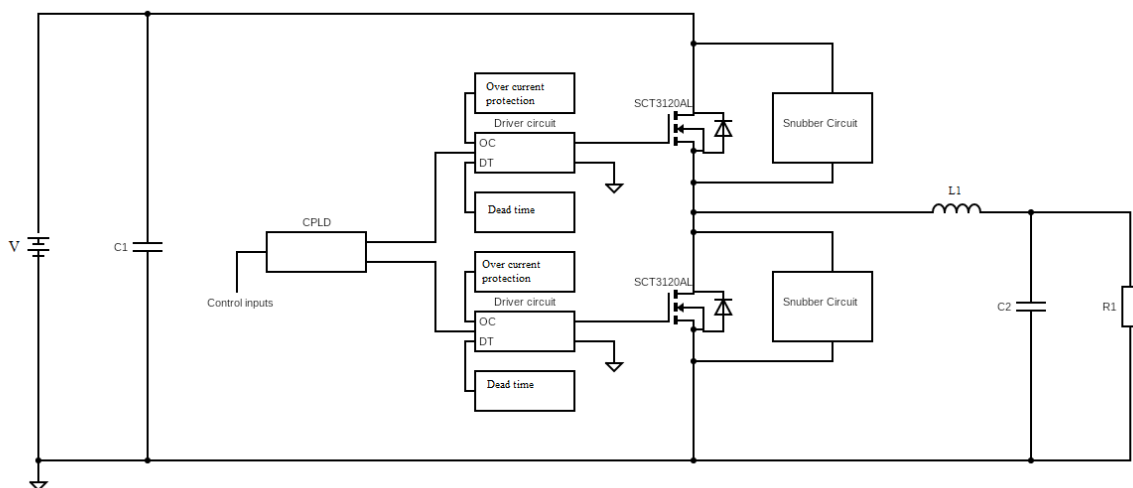 Over current
protection
SCT3120AL
Driver circuit
Snubber Circuit
OC
DT
L1
Dead time
CPLD
V
C1
Over current
protection
SCT3120AL
Control inputs
Driver circuit
Snubber Circuit
C2
R1
OC
DT
Dead time